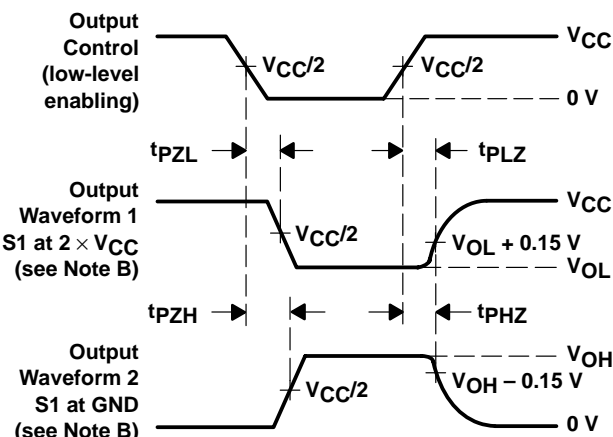 Output
Control
(low-level
enabling)
VCC/2
VCC/2
VCC
0 V
tPZL
tPLZ
Output
Waveform 1
S1 at 2 × VCC
(see Note B)
VCC/2
VCC
VOL + 0.15 V
VOL
tPZH
tPHZ
Output
Waveform 2
S1 at GND
(see Note B)
VCC/2
VOH
VOH – 0.15 V
0 V